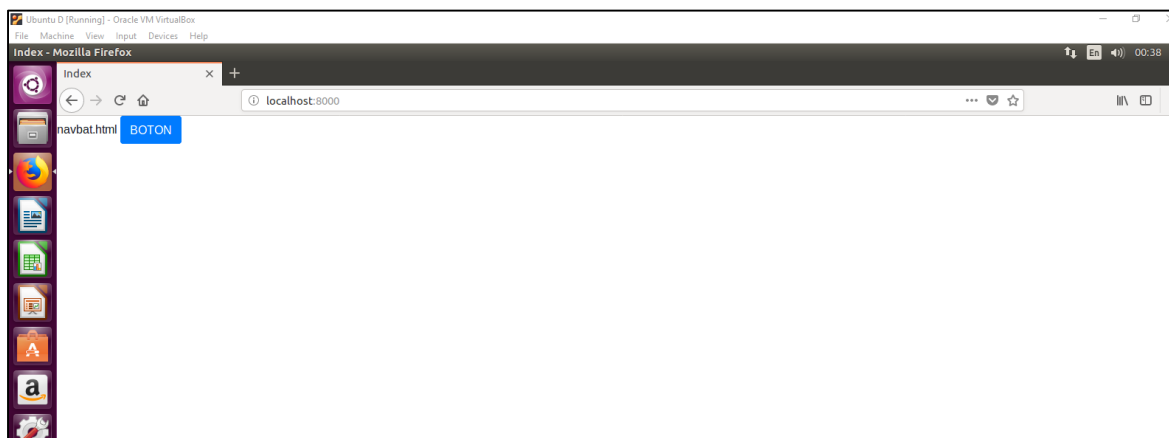 Ubuntu D [Running] - Oracle VM VirtualBox
File Machine View Input Devices Help
Index - Mozilla Firefox En 00:38
Index
localhost:8000
navbat.html BOTON